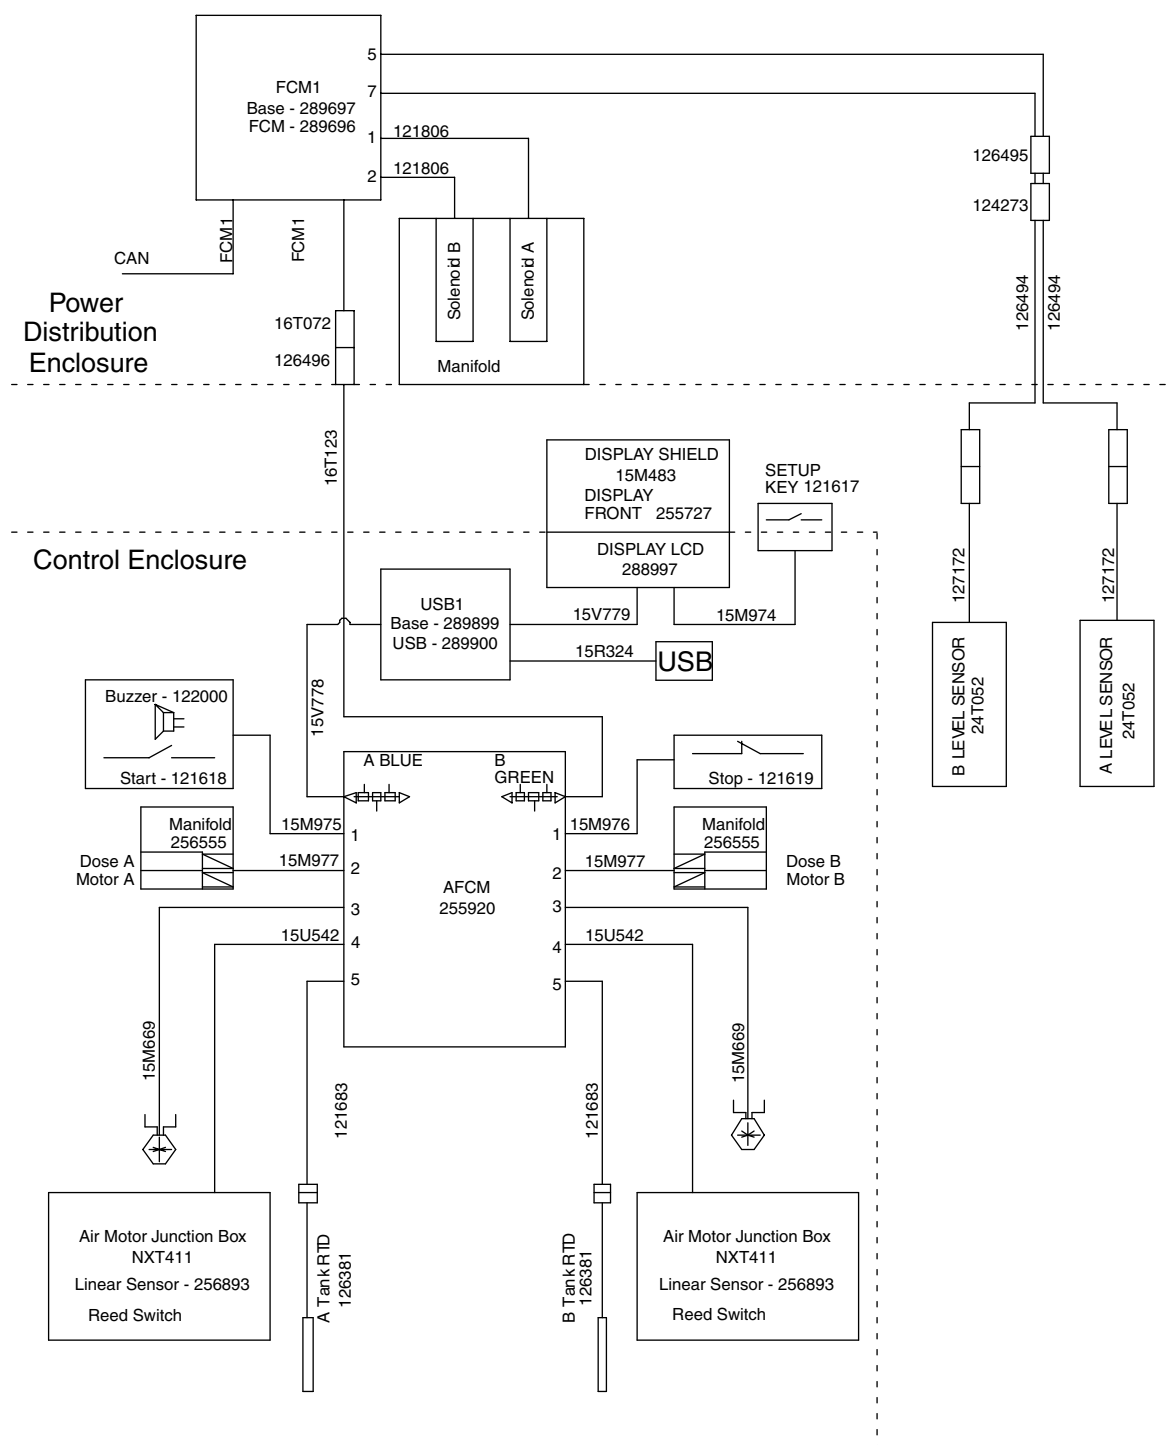 5
FCM1
7
Base - 289697
FCM - 289696
1
121806
126495
2
121806
124273
FCM1
FCM1
CAN
Solenoid B
Solenoid A
126494
126494
Power
Distribution
Enclosure
16T072
126496
Manifold
16T123
DISPLAY SHIELD
15M483
DISPLAY
FRONT 255727
SETUP
KEY 121617
Control Enclosure
DISPLAY LCD
288997
127172
127172
USB1
Base - 289899
USB - 289900
15V779
15M974
15R324
USB
B LEVEL SENSOR
24T052
A LEVEL SENSOR
24T052
15V778
Buzzer - 122000
Start - 121618
A BLUE
B
GREEN
Stop - 121619
15M975
1
1
15M976
Manifold
256555
Dose A
Motor A
15M977
2
2
15M977
Manifold
256555
Dose B
Motor B
AFCM
255920
3
3
15U542
4
4
15U542
5
5
15M669
15M669
121683
121683
Air Motor Junction Box
NXT411
Linear Sensor - 256893
Reed Switch
A Tank RTD
126381
B Tank RTD
126381
Air Motor Junction Box
NXT411
Linear Sensor - 256893
Reed Switch